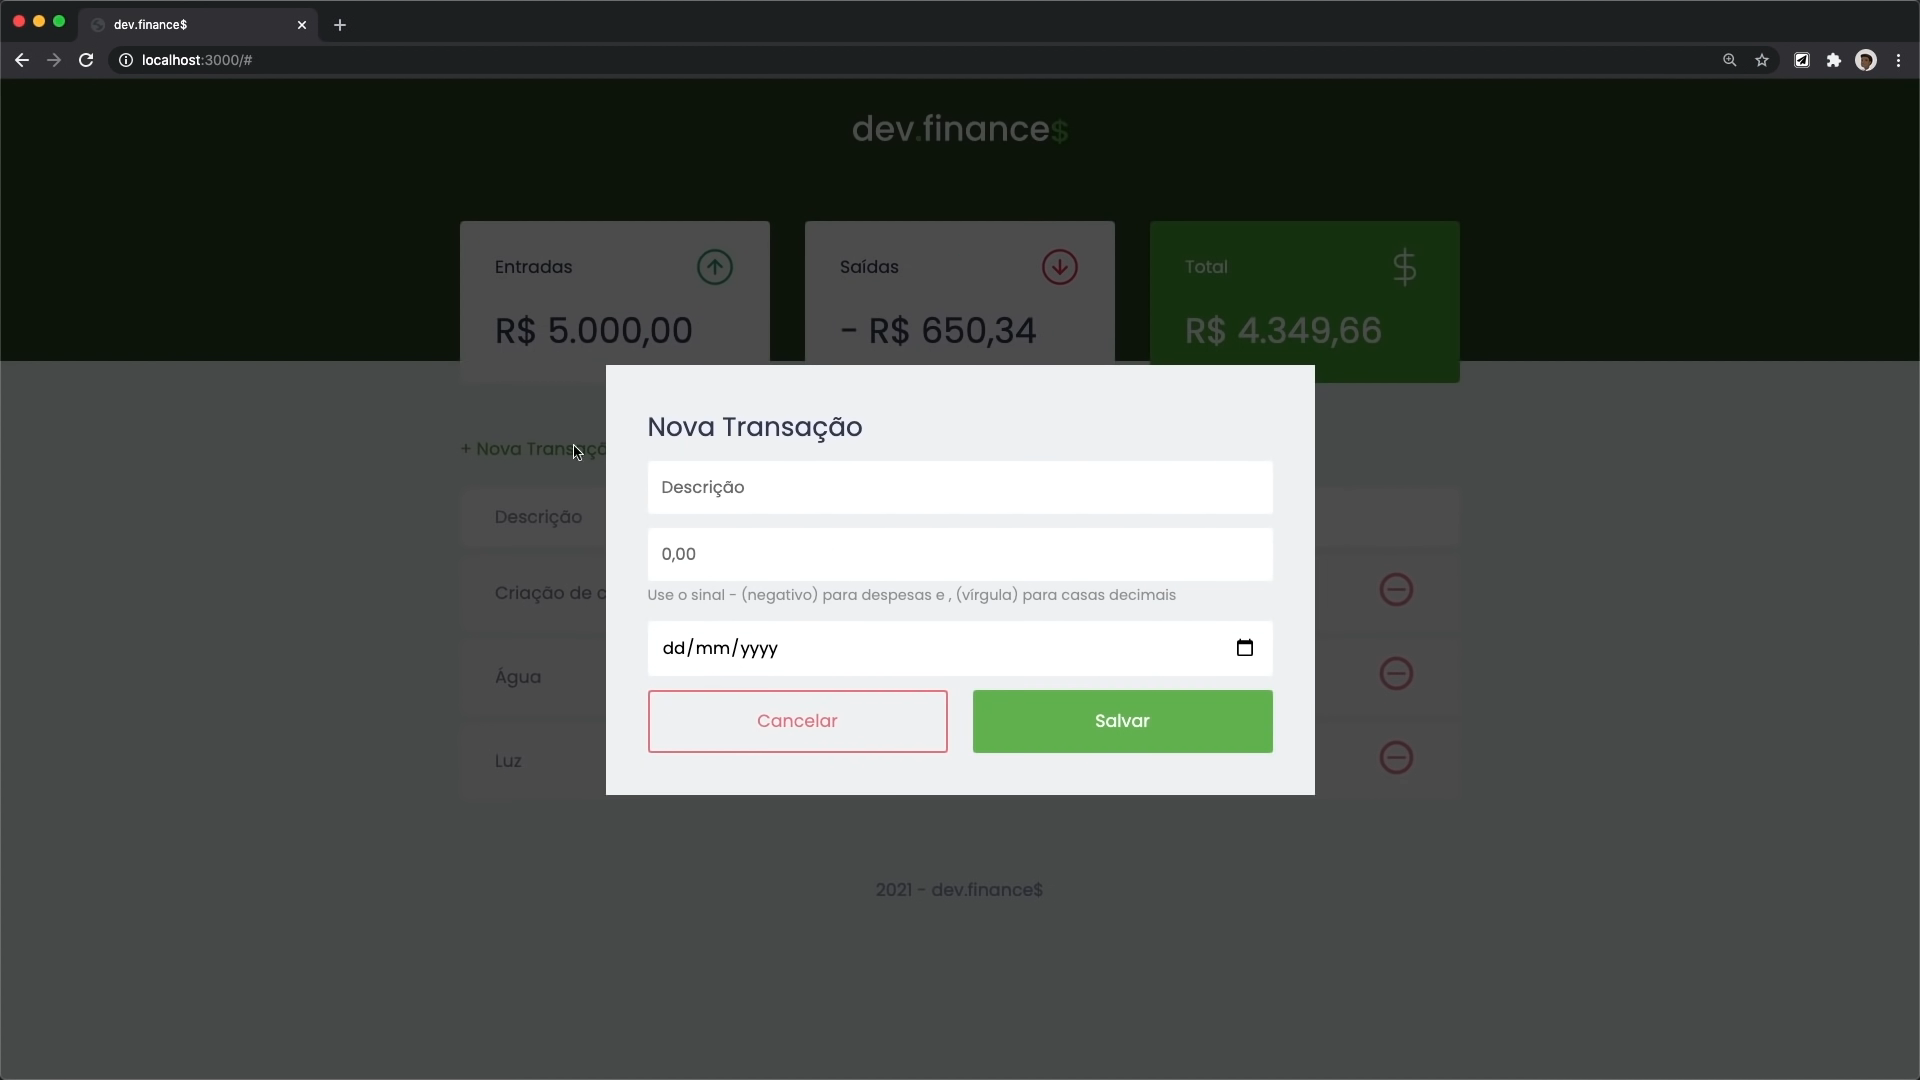 dev.finance$
localhost:3000/#
dev.finance$
Entradas
Saídas
Total
R$ 5.000,00
- R$ 650,34
R$ 4.349,66
Nova Transação
+ Nova
Descrição
Descrição
0,00
Criação de
Use o sinal - (negativo) para despesas e , (vírgula) para casas decimais
dd/mm/yyyy
Água
Cancelar
Salvar
Luz
2021 - dev.finance$